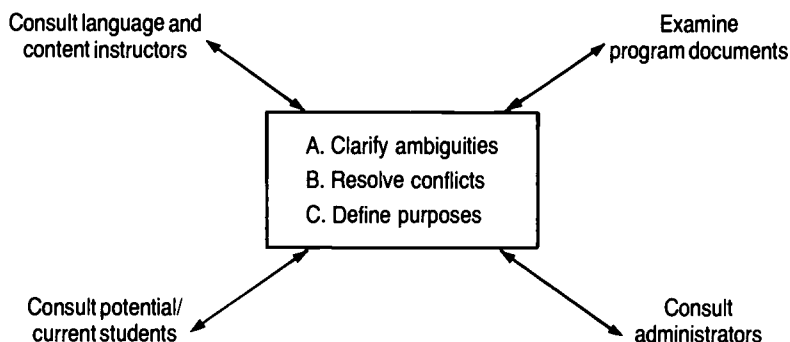 Consult language and
content instructors
Examine
program documents
A. Clarify ambiguities
B. Resolve conflicts
C. Define purposes
Consult potential/
current students
Consult
administrators